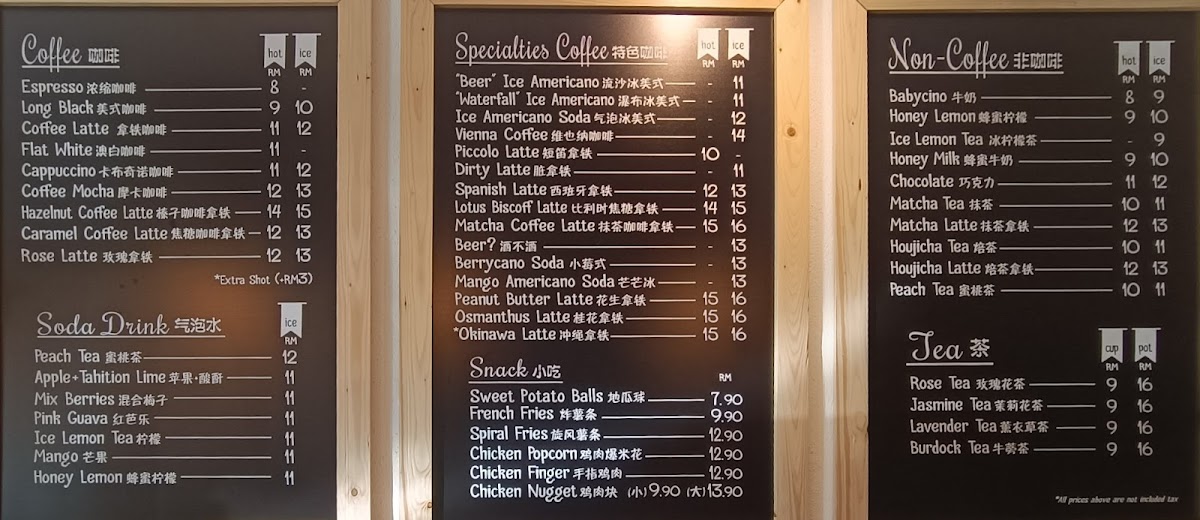 Coffee 咖啡
hot ice
RM RM
Espresso 浓缩咖啡 8 -
Long Black 美式咖啡 9 10
Coffee Latte 拿铁咖啡 11 12
Flat White 澳白咖啡 11 -
Cappuccino 卡布奇诺咖啡 11 12
Coffee Mocha 摩卡咖啡 12 13
Hazelnut Coffee Latte 榛子咖啡拿铁 14 15
Caramel Coffee Latte 焦糖咖啡拿铁 12 13
Rose Latte 玫瑰拿铁 12 13
*Extra Shot (+RM3)
Soda Drink 气泡水
ice
RM
Peach Tea 蜜桃茶 12
Apple+Tahition Lime 苹果·酸酐 11
Mix Berries 混合梅子 11
Pink Guava 红芭乐 11
Ice Lemon Tea 柠檬 11
Mango 芒果 11
Honey Lemon 蜂蜜柠檬 11
Specialties Coffee 特色咖啡
hot ice
RM RM
"Beer" Ice Americano 流沙冰美式 - 11
"Waterfall" Ice Americano 瀑布冰美式 - 11
Ice Americano Soda 气泡冰美式 - 12
Vienna Coffee 维也纳咖啡 - 14
Piccolo Latte 短笛拿铁 10 -
Dirty Latte 脏拿铁 - 11
Spanish Latte 西班牙拿铁 12 13
Lotus Biscoff Latte 比利时焦糖拿铁 14 15
Matcha Coffee Latte 抹茶咖啡拿铁 15 16
Beer? 酒不酒 - 13
Berrycano Soda 小莓式 - 13
Mango Americano Soda 芒芒冰 - 13
Peanut Butter Latte 花生拿铁 15 16
Osmanthus Latte 桂花拿铁 15 16
*Okinawa Latte 冲绳拿铁 15 16
Snack 小吃
RM
Sweet Potato Balls 地瓜球 7.90
French Fries 炸薯条 9.90
Spiral Fries 旋风薯条 12.90
Chicken Popcorn 鸡肉爆米花 12.90
Chicken Finger 手指鸡肉 12.90
Chicken Nugget 鸡肉块 (小)9.90 (大)13.90
Non-Coffee 非咖啡
hot ice
RM RM
Babycino 牛奶 8 9
Honey Lemon 蜂蜜柠檬 9 10
Ice Lemon Tea 冰柠檬茶 - 9
Honey Milk 蜂蜜牛奶 9 10
Chocolate 巧克力 11 12
Matcha Tea 抹茶 10 11
Matcha Latte 抹茶拿铁 12 13
Houjicha Tea 焙茶 10 11
Houjicha Latte 焙茶拿铁 12 13
Peach Tea 蜜桃茶 10 11
Tea 茶
cup pot
RM RM
Rose Tea 玫瑰花茶 9 16
Jasmine Tea 茉莉花茶 9 16
Lavender Tea 薰衣草茶 9 16
Burdock Tea 牛蒡茶 9 16
*All prices above are not included tax